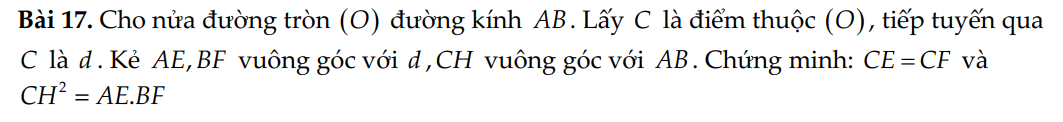 Bài 17. Cho nửa đường tròn (O) đường kính AB. Lấy C là điểm thuộc (O), tiếp tuyến qua
C là d. Kẻ AE, BF vuông góc với d, CH vuông góc với AB. Chứng minh: CE = CF và
CH² = AE.BF